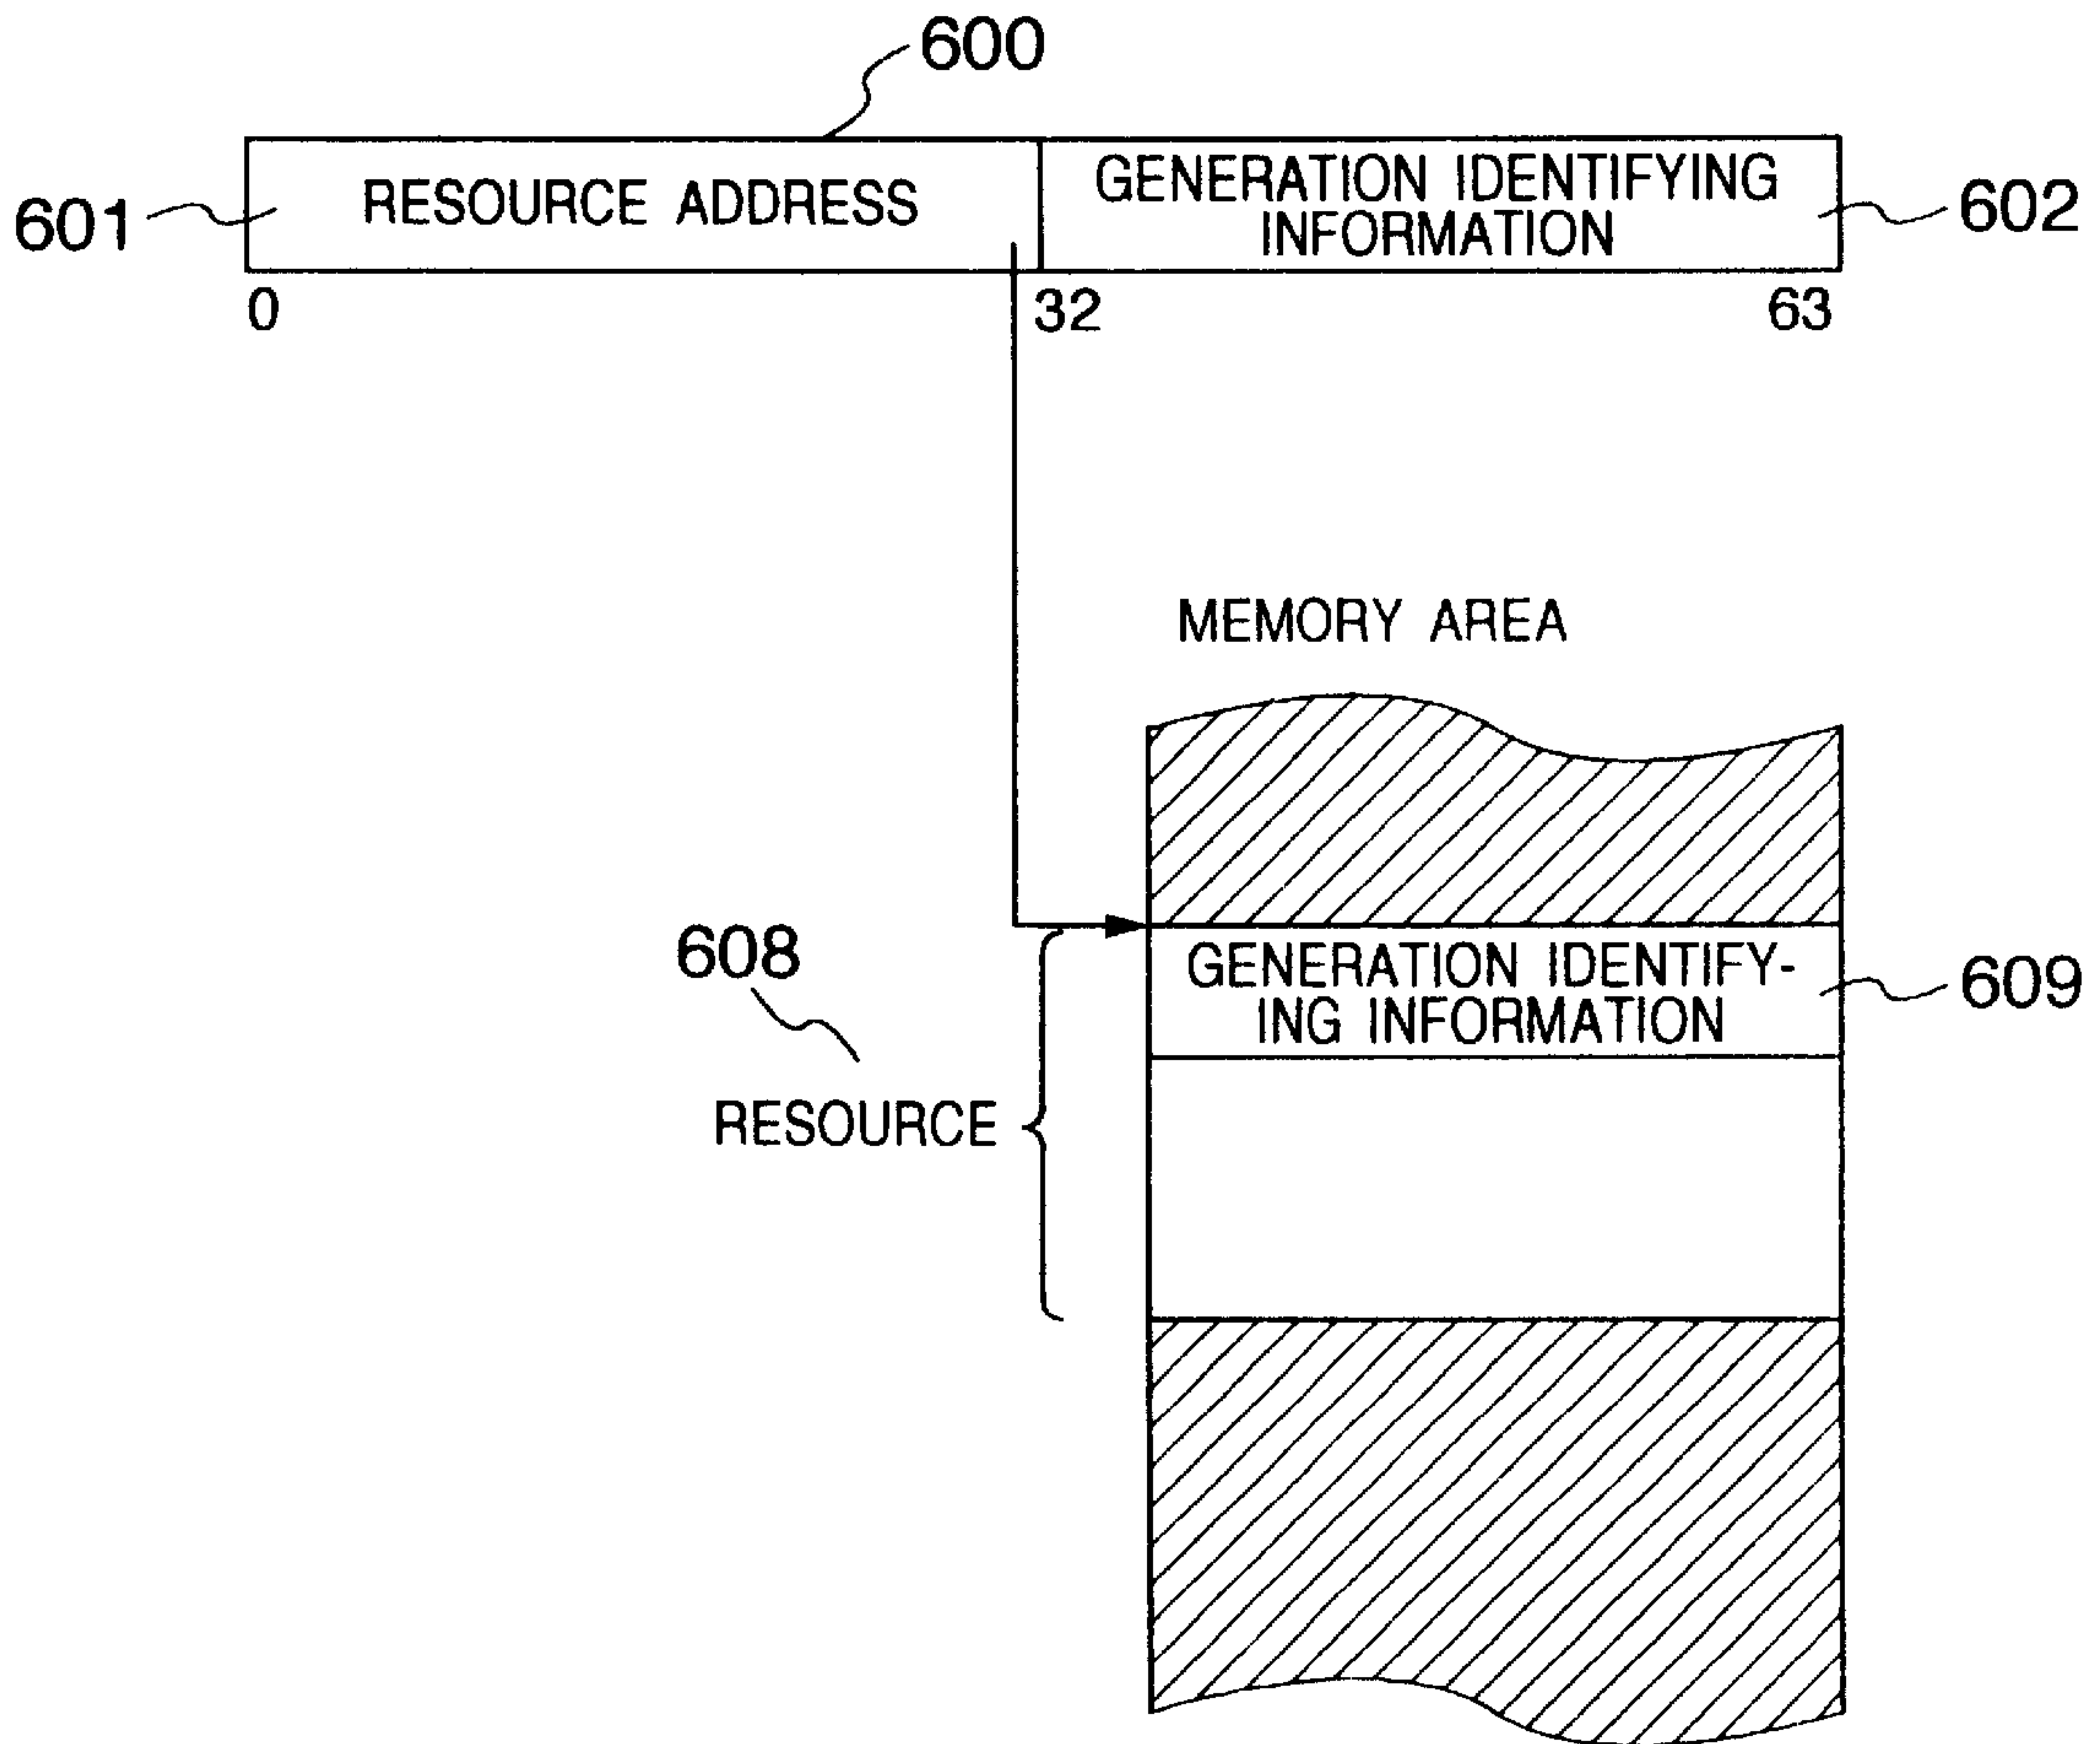 600
601
RESOURCE ADDRESS
GENERATION IDENTIFYING
INFORMATION
602
0
32
63
MEMORY AREA
608
GENERATION IDENTIFY-
ING INFORMATION
609
RESOURCE